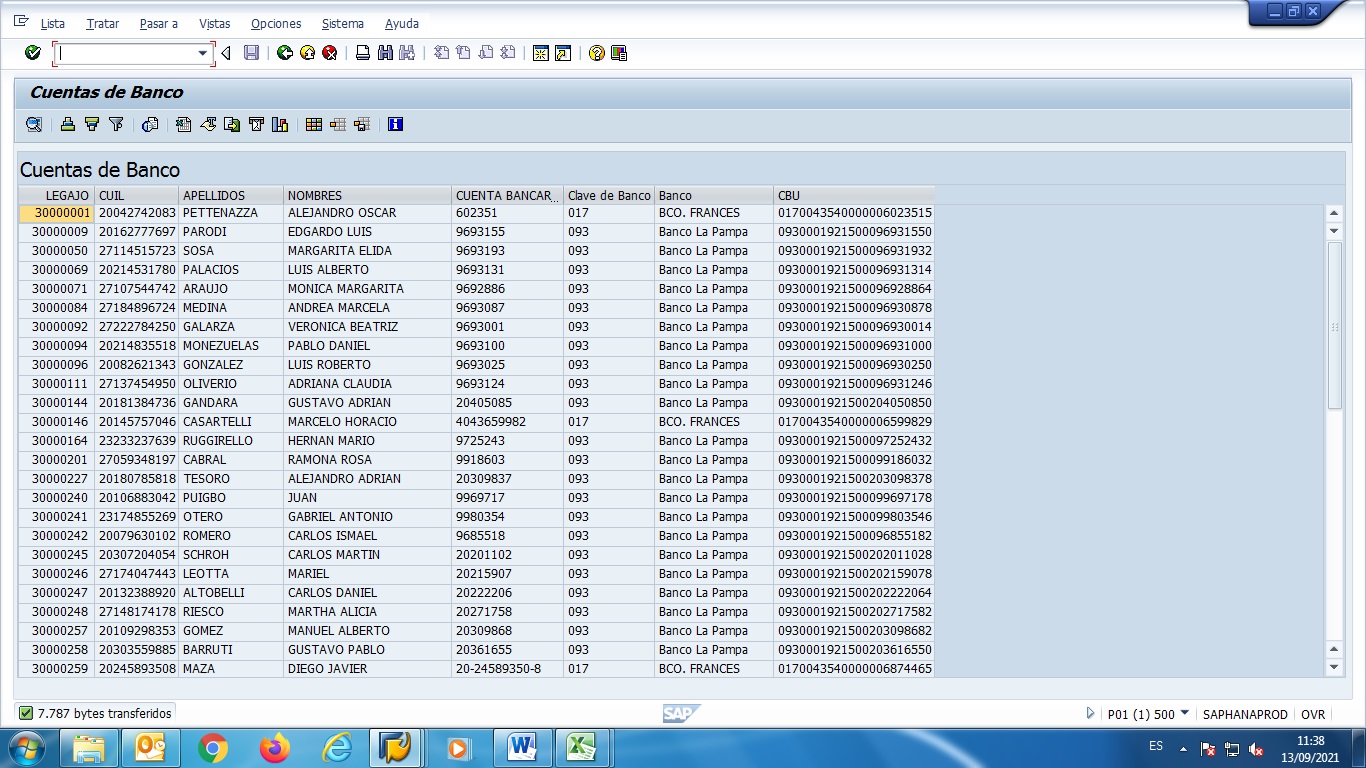 Lista Tratar Pasar a Vistas Opciones Sistema Ayuda
Cuentas de Banco
Cuentas de Banco
LEGAJO CUIL APELLIDOS NOMBRES CUENTA BANCAR... Clave de Banco Banco CBU
30000001 20042742083 PETTENAZZA ALEJANDRO OSCAR 602351 017 BCO. FRANCES 0170043540000006023515
30000009 20162777697 PARODI EDGARDO LUIS 9693155 093 Banco La Pampa 0930001921500096931550
30000050 27114515723 SOSA MARGARITA ELIDA 9693193 093 Banco La Pampa 0930001921500096931932
30000069 20214531780 PALACIOS LUIS ALBERTO 9693131 093 Banco La Pampa 0930001921500096931314
30000071 27107544742 ARAUJO MONICA MARGARITA 9692886 093 Banco La Pampa 0930001921500096928864
30000084 27184896724 MEDINA ANDREA MARCELA 9693087 093 Banco La Pampa 0930001921500096930878
30000092 27222784250 GALARZA VERONICA BEATRIZ 9693001 093 Banco La Pampa 0930001921500096930014
30000094 20214835518 MONEZUELAS PABLO DANIEL 9693100 093 Banco La Pampa 0930001921500096931000
30000096 20082621343 GONZALEZ LUIS ROBERTO 9693025 093 Banco La Pampa 0930001921500096930250
30000111 27137454950 OLIVERIO ADRIANA CLAUDIA 9693124 093 Banco La Pampa 0930001921500096931246
30000144 20181384736 GANDARA GUSTAVO ADRIAN 20405085 093 Banco La Pampa 0930001921500204050850
30000146 20145757046 CASARTELLI MARCELO HORACIO 4043659982 017 BCO. FRANCES 0170043540000006599829
30000164 23233237639 RUGGIRELLO HERNAN MARIO 9725243 093 Banco La Pampa 0930001921500097252432
30000201 27059348197 CABRAL RAMONA ROSA 9918603 093 Banco La Pampa 0930001921500099186032
30000227 20180785818 TESORO ALEJANDRO ADRIAN 20309837 093 Banco La Pampa 0930001921500203098378
30000240 20106883042 PUIGBO JUAN 9969717 093 Banco La Pampa 0930001921500099697178
30000241 23174855269 OTERO GABRIEL ANTONIO 9980354 093 Banco La Pampa 0930001921500099803546
30000242 20079630102 ROMERO CARLOS ISMAEL 9685518 093 Banco La Pampa 0930001921500096855182
30000245 20307204054 SCHROH CARLOS MARTIN 20201102 093 Banco La Pampa 0930001921500202011028
30000246 27174047443 LEOTTA MARIEL 20215907 093 Banco La Pampa 0930001921500202159078
30000247 20132388920 ALTOBELLI CARLOS DANIEL 20222206 093 Banco La Pampa 0930001921500202222064
30000248 27148174178 RIESCO MARTHA ALICIA 20271758 093 Banco La Pampa 0930001921500202717582
30000257 20109298353 GOMEZ MANUEL ALBERTO 20309868 093 Banco La Pampa 0930001921500203098682
30000258 20303559885 BARRUTI GUSTAVO PABLO 20361655 093 Banco La Pampa 0930001921500203616550
30000259 20245893508 MAZA DIEGO JAVIER 20-24589350-8 017 BCO. FRANCES 0170043540000006874465
7.787 bytes transferidos SAP P01 (1) 500 SAPHANAPROD OVR
ES 11:38
13/09/2021